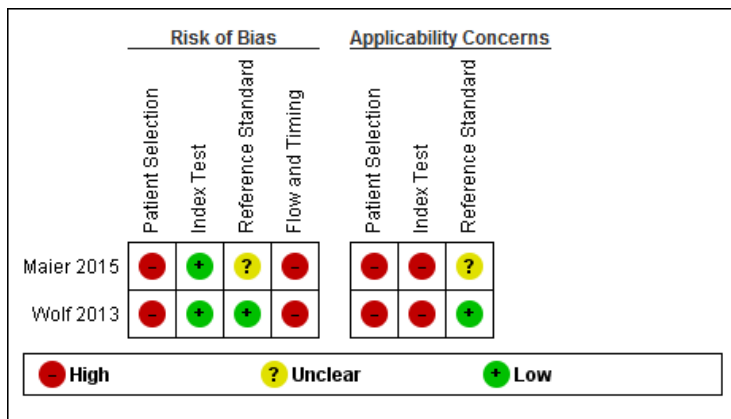 Risk of Bias Applicability Concerns
Patient Selection
Index Test
Reference Standard
Flow and Timing
Patient Selection
Index Test
Reference Standard
Maier 2015 - + ? - - - ?
Wolf 2013 - + + - - - +
- High ? Unclear + Low